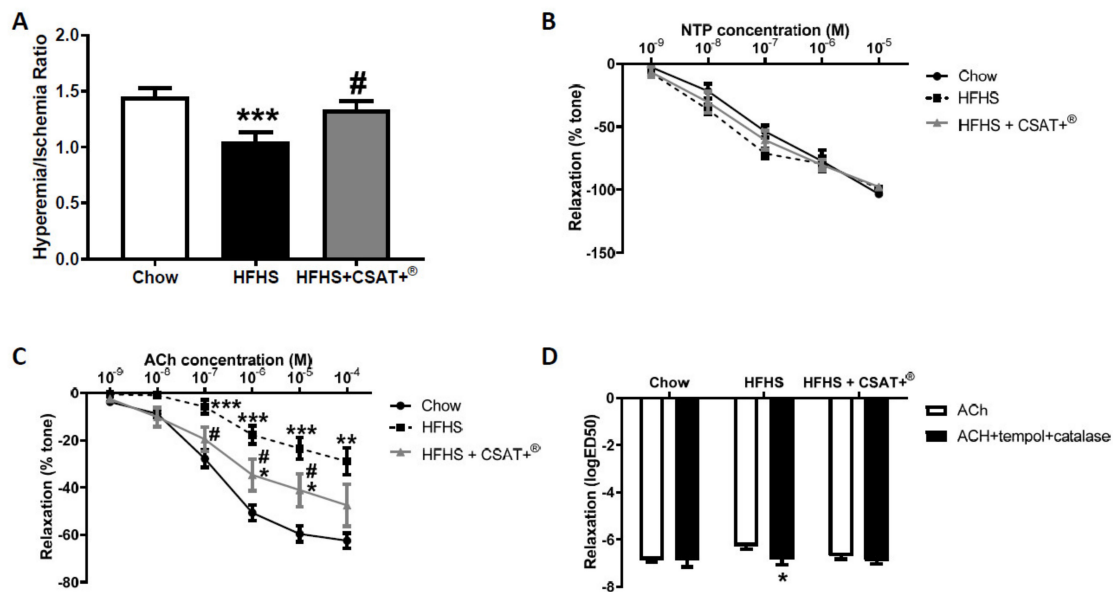 A
Hyperemia/Ischemia Ratio
2.0
1.5
1.0
0.5
0.0
***
#
Chow
HFHS
HFHS+CSAT+®
B
NTP concentration (M)
10-9 10-8 10-7 10-6 10-5
Relaxation (% tone)
0
-50
-100
-150
Chow
HFHS
HFHS + CSAT+®
C
ACh concentration (M)
10-9 10-8 10-7 10-6 10-5 10-4
Relaxation (% tone)
0
-20
-40
-60
-80
***
***
***
**
#
#
*
#
*
Chow
HFHS
HFHS + CSAT+®
D
Chow
HFHS
HFHS + CSAT+®
Relaxation (logED50)
0
-2
-4
-6
-8
*
ACh
ACH+tempol+catalase